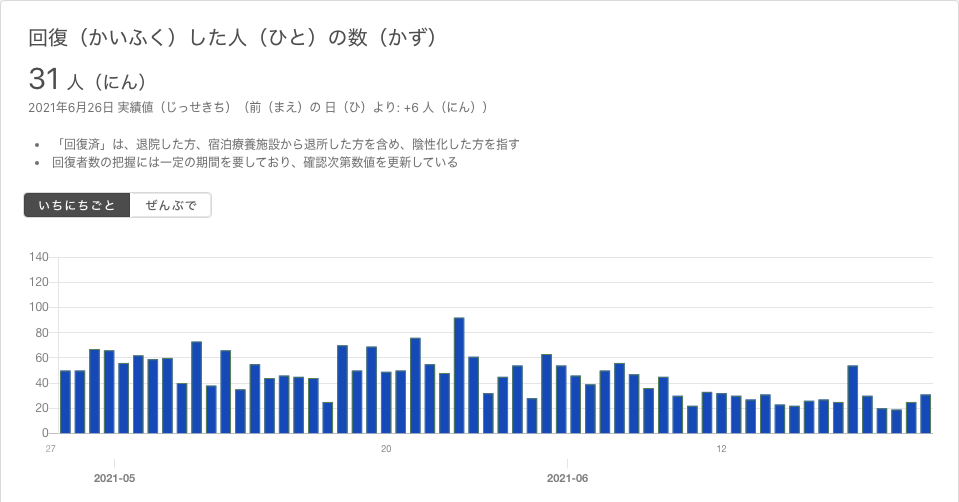 回復（かいふく）した人（ひと）の数（かず）
31 人（にん）
2021年6月26日 実績値（じっせきち）（前（まえ）の 日（ひ）より: +6 人（にん））
• 「回復済」は、退院した方、宿泊療養施設から退所した方を含め、陰性化した方を指す
• 回復者数の把握には一定の期間を要しており、確認次第数値を更新している
いちにちごと ぜんぶで
140
120
100
80
60
40
20
0
27 20 12
2021-05 2021-06